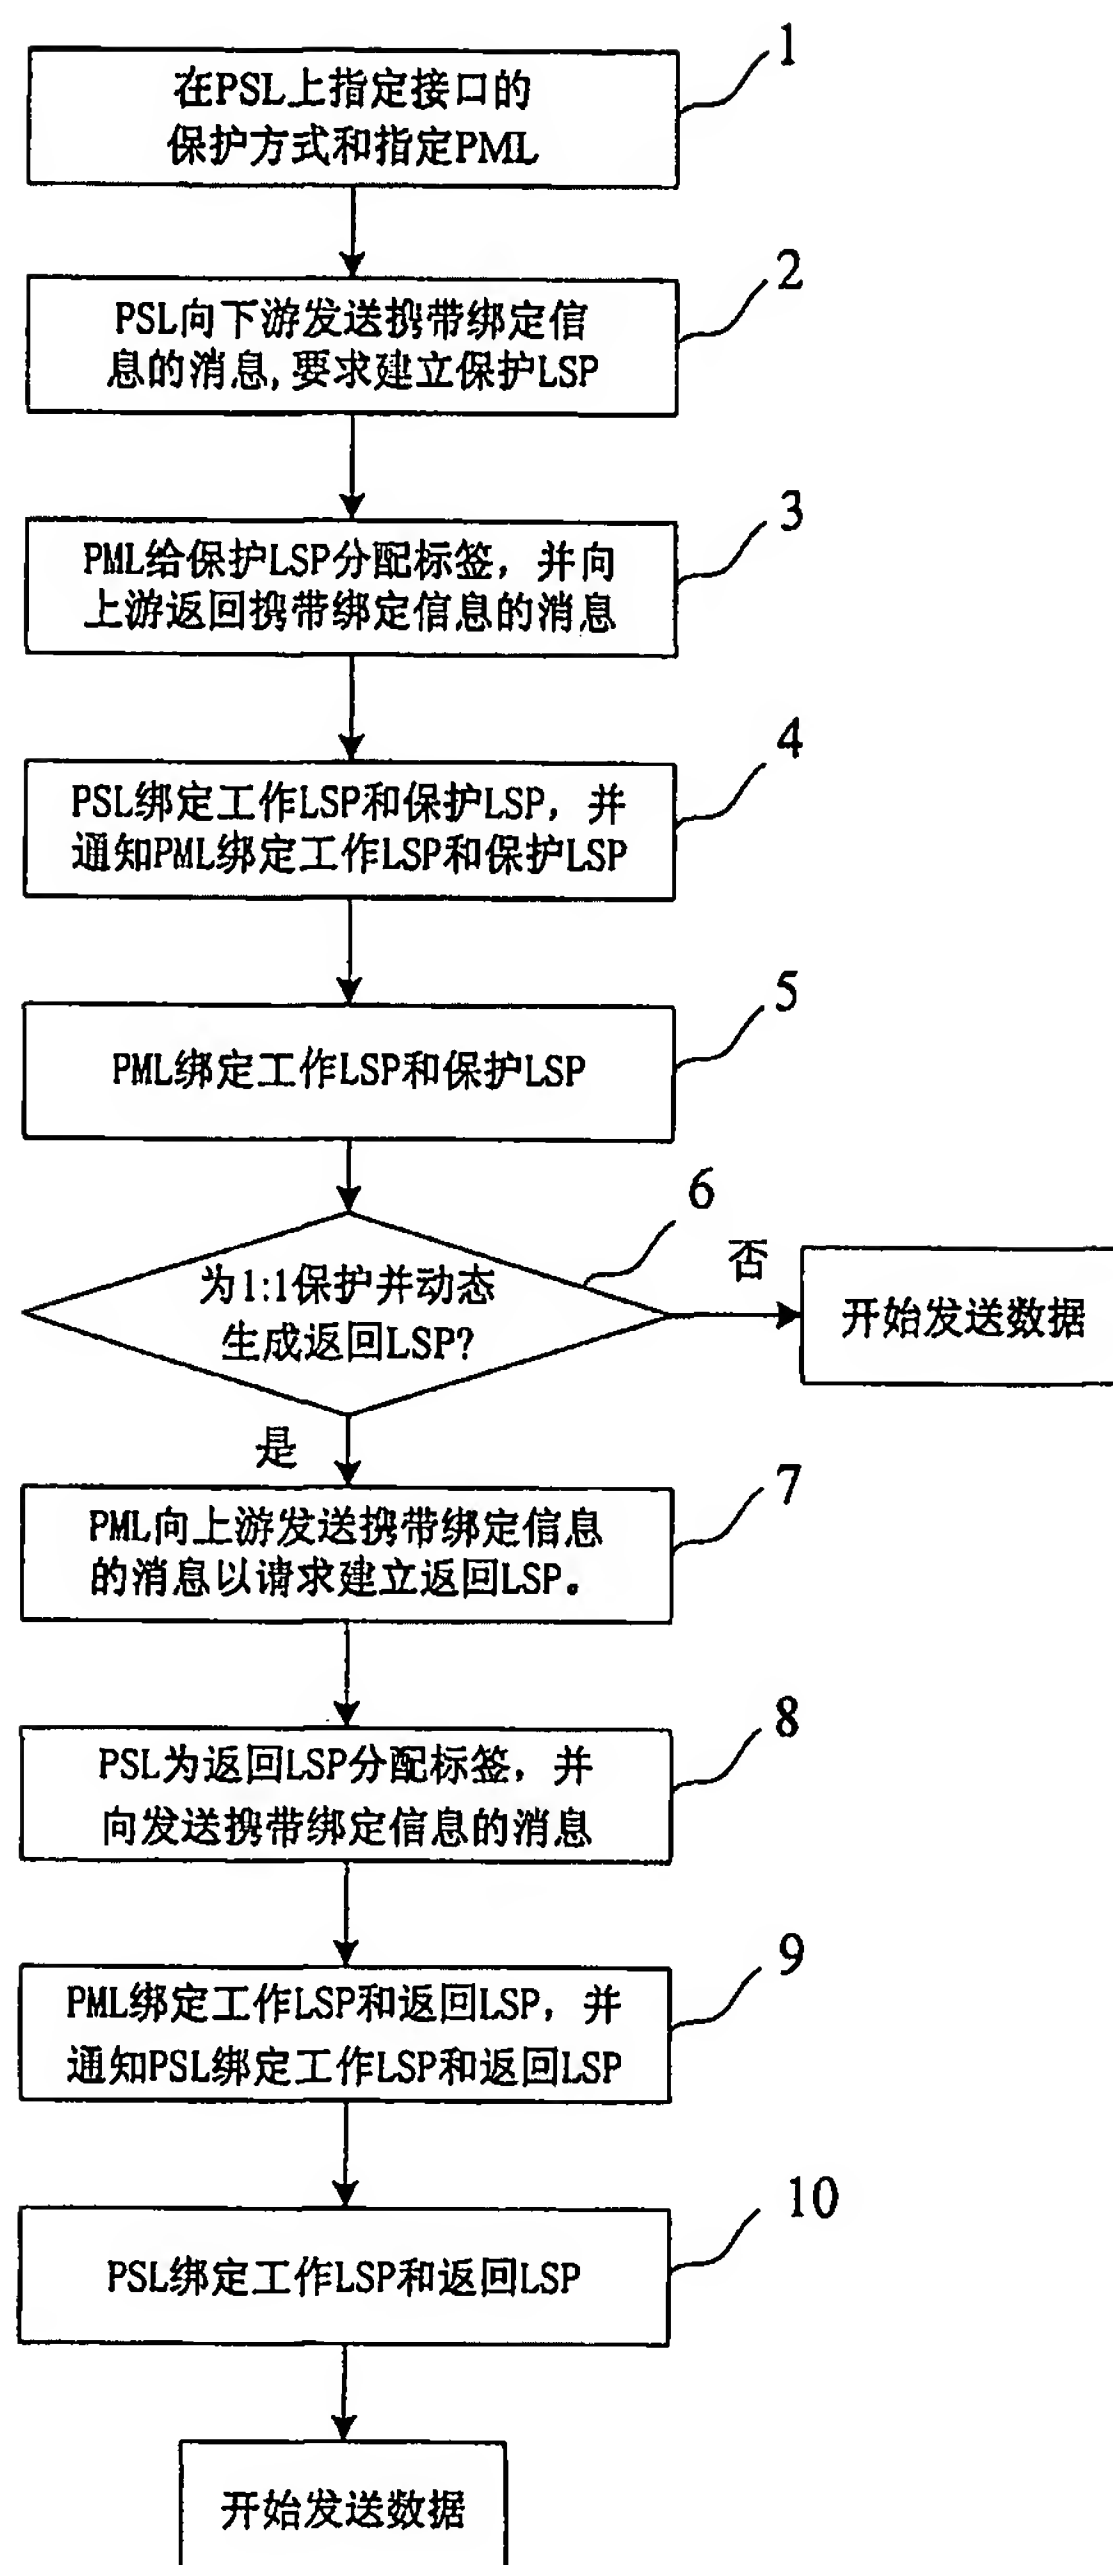 1
在PSL上指定接口的
保护方式和指定PML
2
PSL向下游发送携带绑定信
息的消息,要求建立保护LSP
3
PML给保护LSP分配标签，并向
上游返回携带绑定信息的消息
4
PSL绑定工作LSP和保护LSP，并
通知PML绑定工作LSP和保护LSP
5
PML绑定工作LSP和保护LSP
6
为1:1保护并动态
生成返回LSP?
否
开始发送数据
是
7
PML向上游发送携带绑定信息
的消息以请求建立返回LSP。
8
PSL为返回LSP分配标签，并
向发送携带绑定信息的消息
9
PML绑定工作LSP和返回LSP，并
通知PSL绑定工作LSP和返回LSP
10
PSL绑定工作LSP和返回LSP
开始发送数据